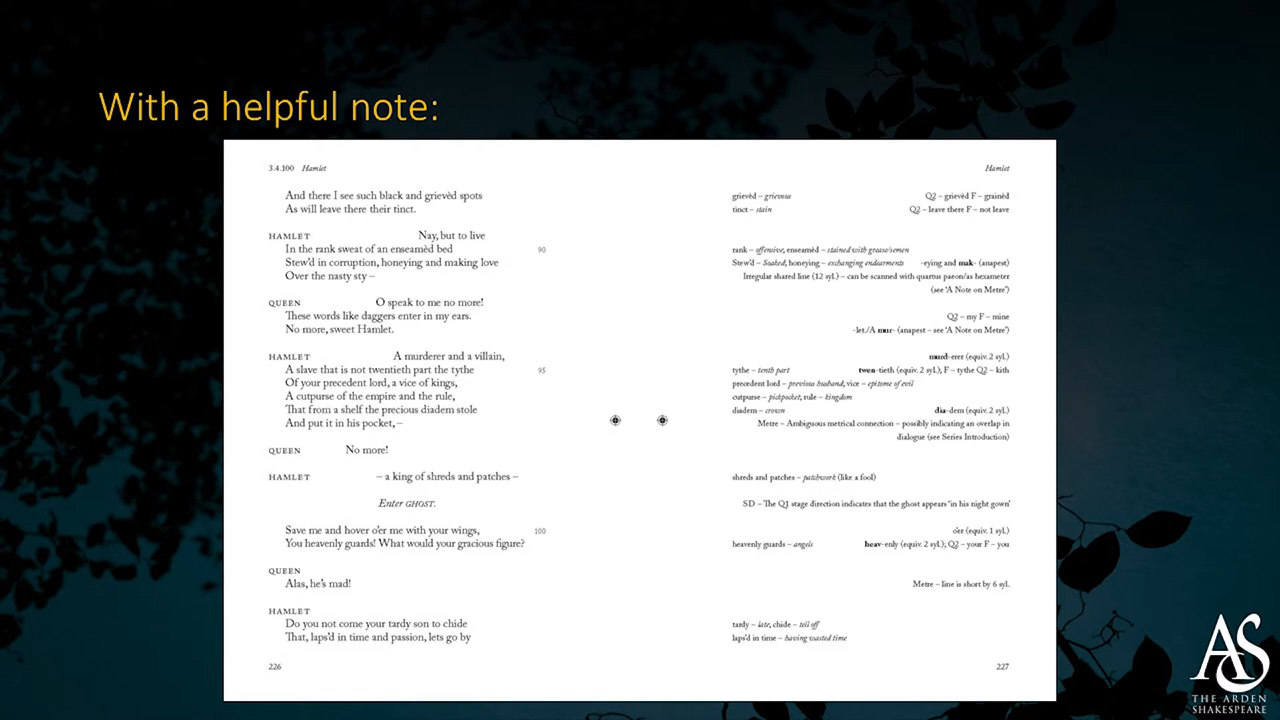 With a helpful note:
3.4.100 Hamlet
And there I see such black and grievèd spots
As will leave there their tinct.
HAMLET Nay, but to live
In the rank sweat of an enseamèd bed 90
Stew'd in corruption, honeying and making love
Over the nasty sty –
QUEEN O speak to me no more!
These words like daggers enter in my ears.
No more, sweet Hamlet.
HAMLET A murderer and a villain,
A slave that is not twentieth part the tythe 95
Of your precedent lord, a vice of kings,
A cutpurse of the empire and the rule,
That from a shelf the precious diadem stole
And put it in his pocket, –
QUEEN No more!
HAMLET – a king of shreds and patches –
Enter GHOST.
Save me and hover o'er me with your wings, 100
You heavenly guards! What would your gracious figure?
QUEEN
Alas, he's mad!
HAMLET
Do you not come your tardy son to chide
That, laps'd in time and passion, lets go by
226
Hamlet
grievèd – grievous Q2 – grievèd F – grainèd
tinct – stain Q2 – leave there F – not leave
rank – offensive; enseamèd – stained with grease/semen
Stew'd – Soaked; honeying – exchanging endearments -eying and mak- (anapest)
Irregular shared line (12 syl.) – can be scanned with quartus paeon/as hexameter
(see 'A Note on Metre')
Q2 – my F – mine
-let./A mur- (anapest – see 'A Note on Metre')
murd-erer (equiv. 2 syl.)
tythe – tenth part twen-tieth (equiv. 2 syl.); F – tythe Q2 – kith
precedent lord – previous husband; vice – epitome of evil
cutpurse – pickpocket; rule – kingdom
diadem – crown dia-dem (equiv. 2 syl.)
Metre – Ambiguous metrical connection – possibly indicating an overlap in
dialogue (see Series Introduction)
shreds and patches – patchwork (like a fool)
SD – The Q1 stage direction indicates that the ghost appears 'in his night gown'
o'er (equiv. 1 syl.)
heavenly guards – angels heav-enly (equiv. 2 syl.); Q2 – your F – you
Metre – line is short by 6 syl.
tardy – late; chide – tell off
laps'd in time – having wasted time
227
AS
THE ARDEN
SHAKESPEARE